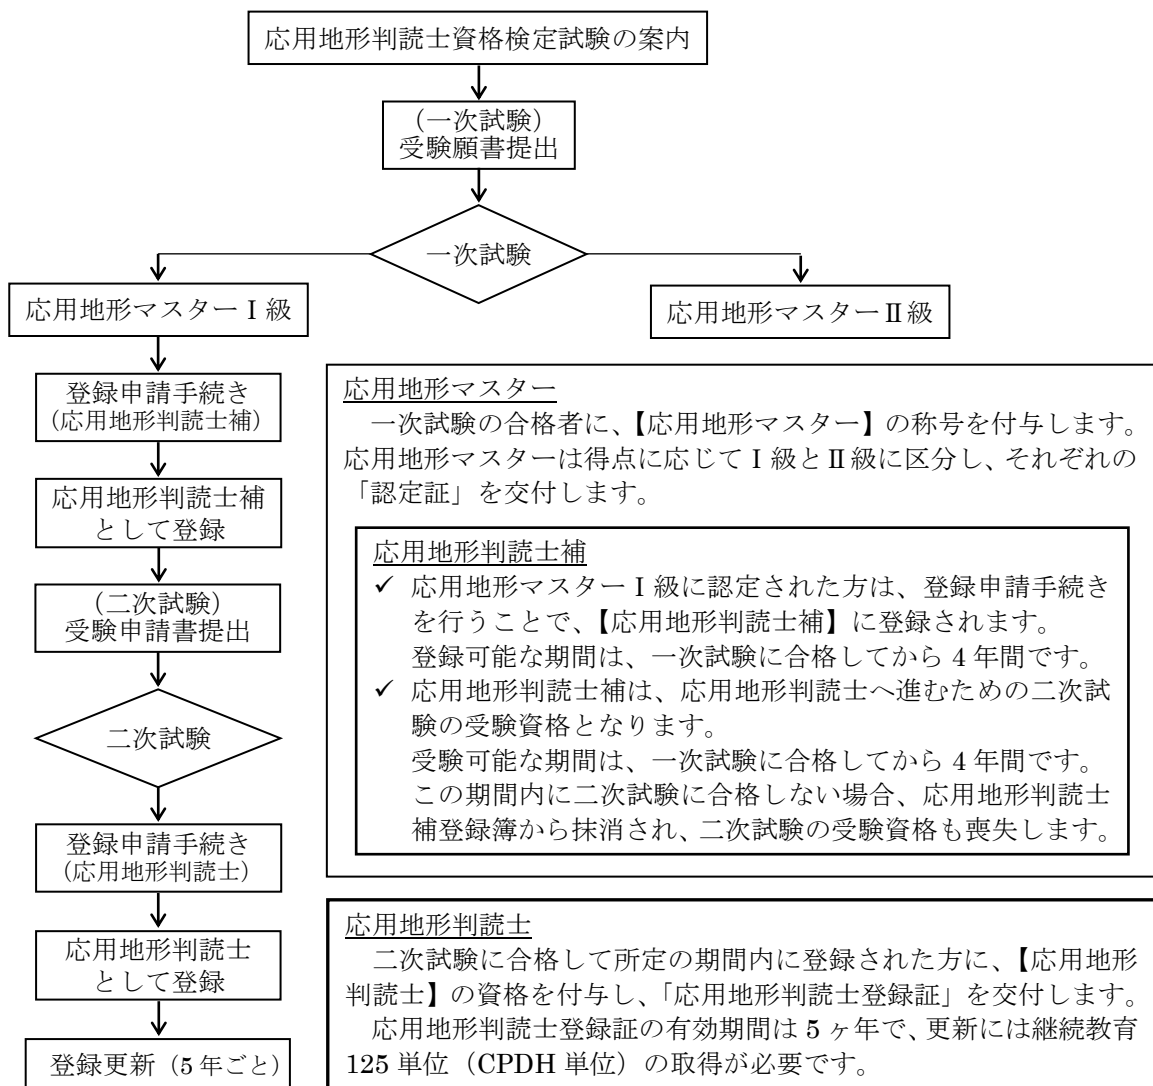 応用地形判読士資格検定試験の案内
(一次試験)
受験願書提出
一次試験
応用地形マスターⅠ級
応用地形マスターⅡ級
登録申請手続き
(応用地形判読士補)
応用地形判読士補
として登録
(二次試験)
受験申請書提出
二次試験
登録申請手続き
(応用地形判読士)
応用地形判読士
として登録
登録更新(5年ごと)
応用地形マスター
一次試験の合格者に、【応用地形マスター】の称号を付与します。
応用地形マスターは得点に応じてⅠ級とⅡ級に区分し、それぞれの
「認定証」を交付します。
応用地形判読士補
✓ 応用地形マスターⅠ級に認定された方は、登録申請手続き
を行うことで、【応用地形判読士補】に登録されます。
登録可能な期間は、一次試験に合格してから 4 年間です。
✓ 応用地形判読士補は、応用地形判読士へ進むための二次試
験の受験資格となります。
受験可能な期間は、一次試験に合格してから 4 年間です。
この期間内に二次試験に合格しない場合、応用地形判読士
補登録簿から抹消され、二次試験の受験資格も喪失します。
応用地形判読士
二次試験に合格して所定の期間内に登録された方に、【応用地形
判読士】の資格を付与し、「応用地形判読士登録証」を交付します。
応用地形判読士登録証の有効期間は 5 ヶ年で、更新には継続教育
125 単位(CPDH 単位)の取得が必要です。